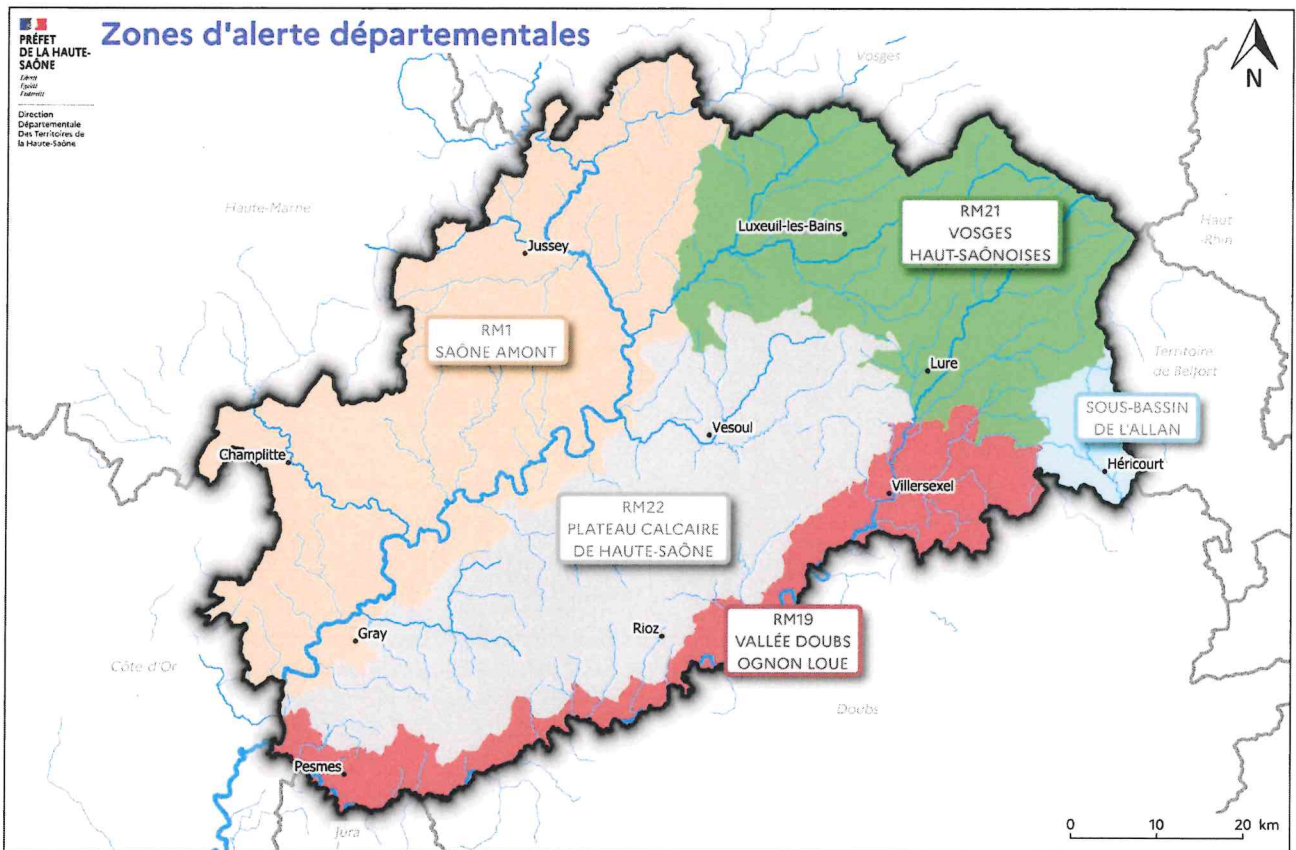 PRÉFET
DE LA HAUTE-
SAÔNE
Liberté
Égalité
Fraternité
Direction
Départementale
Des Territoires de
la Haute-Saône
Zones d'alerte départementales
N
Vosges
Haute-Marne
Haut
-Rhin
Luxeuil-les-Bains
RM21
VOSGES
HAUT-SAÔNOISES
Jussey
RM1
SAÔNE AMONT
Lure
Territoire
de Belfort
SOUS-BASSIN
DE L'ALLAN
Vesoul
Champlitte
Héricourt
Villersexel
RM22
PLATEAU CALCAIRE
DE HAUTE-SAÔNE
Gray
Rioz
RM19
VALLÉE DOUBS
OGNON LOUE
Côte-d'Or
Doubs
Pesmes
Jura
0 10 20 km